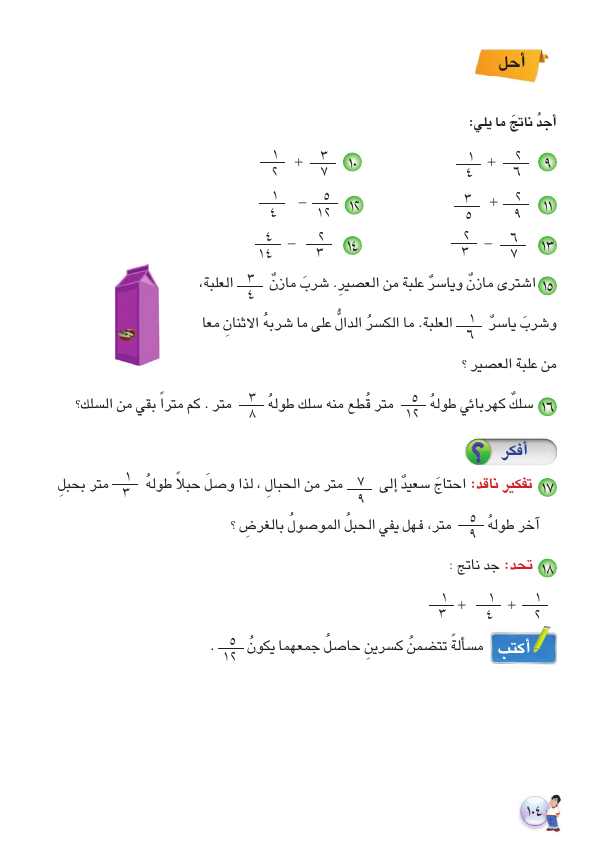 أحل
أجدُ ناتجَ ما يلي:
٩ ٢/٦ + ١/٤ ١٠ ٣/٧ + ١/٢
١١ ٢/٩ + ٣/٥ ١٢ ٥/١٢ − ١/٤
١٣ ٦/٧ − ٢/٣ ١٤ ٢/٣ − ٤/١٤
١٥ اشترى مازنٌ وياسرٌ علبة من العصيرِ. شربَ مازنٌ ٣/٤ العلبة،
وشربَ ياسرٌ ١/٦ العلبة. ما الكسرُ الدالُّ على ما شربهُ الاثنانِ معا
من علبة العصير ؟
١٦ سلكٌ كهربائي طولهُ ٥/١٢ متر قُطع منه سلك طولهُ ٣/٨ متر . كم متراً بقي من السلك؟
أفكر ؟
١٧ تفكير ناقد: احتاجَ سعيدٌ إلى ٧/٩ متر من الحبالِ ، لذا وصلَ حبلاً طولهُ ١/٣ متر بحبلِ
آخر طولهُ ٥/٩ متر، فهل يفي الحبلُ الموصولُ بالغرضِ ؟
١٨ تحد: جد ناتج :
١/٢ + ١/٤ + ١/٣
أكتب مسألةً تتضمنُ كسرينِ حاصلُ جمعهما يكونُ ٥/١٢ .
١٠٤